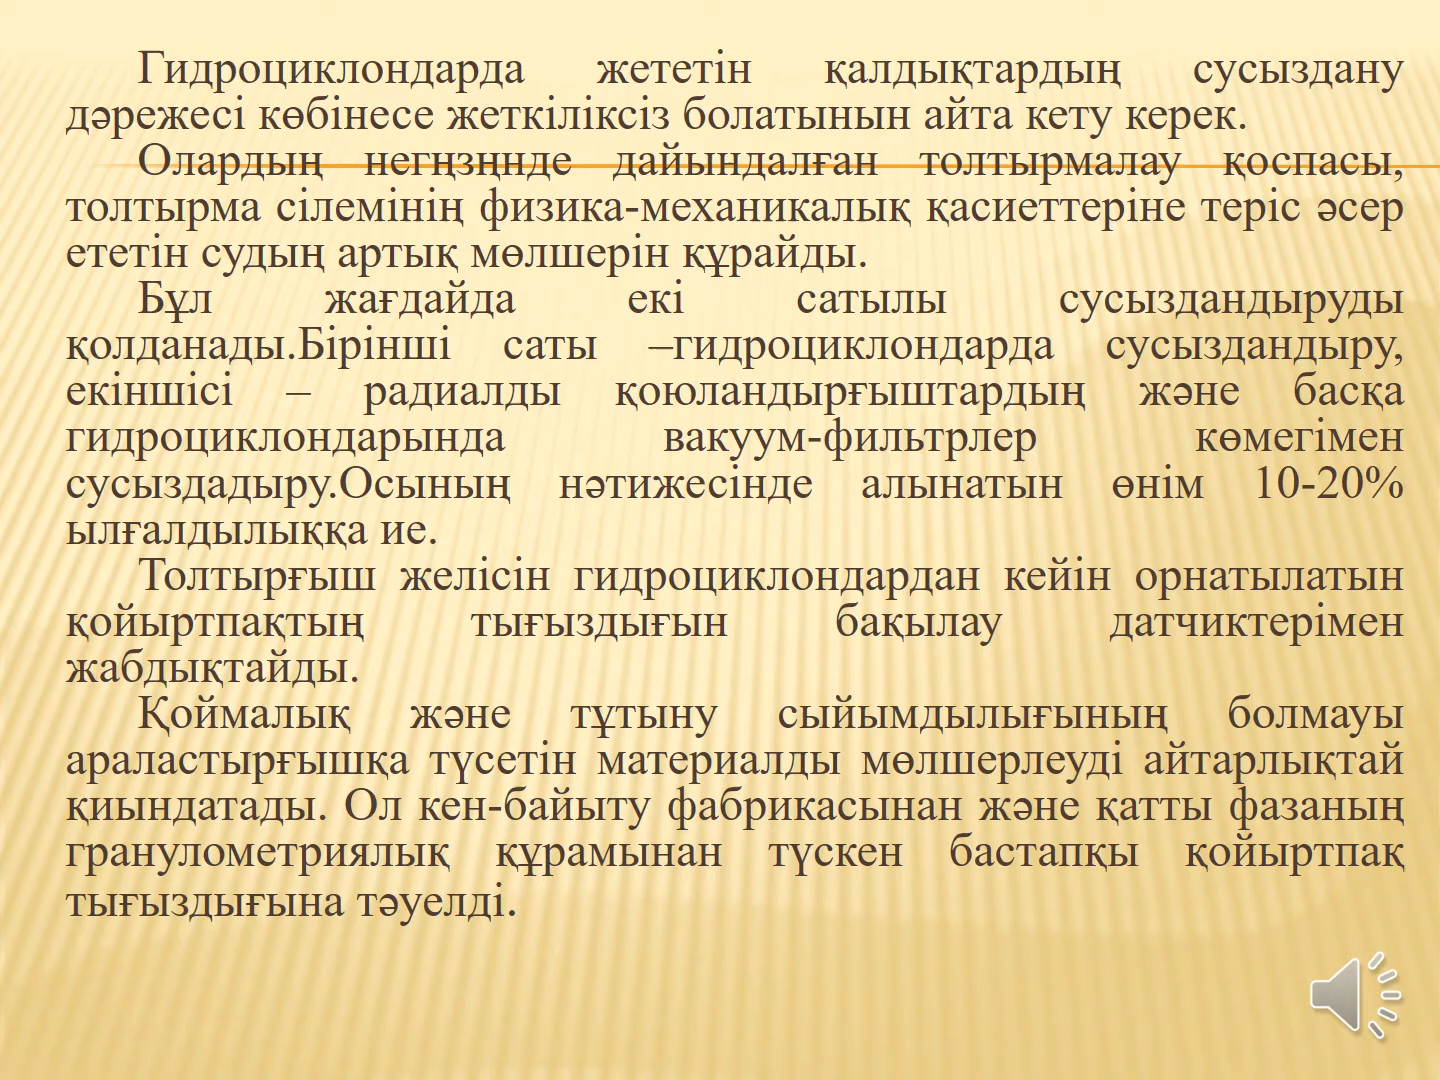 Гидроциклондарда жететін қалдықтардың сусыздану
дәрежесі көбінесе жеткіліксіз болатынын айта кету керек.
Олардың негңзңнде дайындалған толтырмалау қоспасы,
толтырма сілемінің физика-механикалық қасиеттеріне теріс әсер
ететін судың артық мөлшерін құрайды.
Бұл жағдайда екі сатылы сусыздандыруды
қолданады.Бірінші саты –гидроциклондарда сусыздандыру,
екіншісі – радиалды қоюландырғыштардың және басқа
гидроциклондарында вакуум-фильтрлер көмегімен
сусыздадыру.Осының нәтижесінде алынатын өнім 10-20%
ылғалдылыққа ие.
Толтырғыш желісін гидроциклондардан кейін орнатылатын
қойыртпақтың тығыздығын бақылау датчиктерімен
жабдықтайды.
Қоймалық және тұтыну сыйымдылығының болмауы
араластырғышқа түсетін материалды мөлшерлеуді айтарлықтай
қиындатады. Ол кен-байыту фабрикасынан және қатты фазаның
гранулометриялық құрамынан түскен бастапқы қойыртпақ
тығыздығына тәуелді.